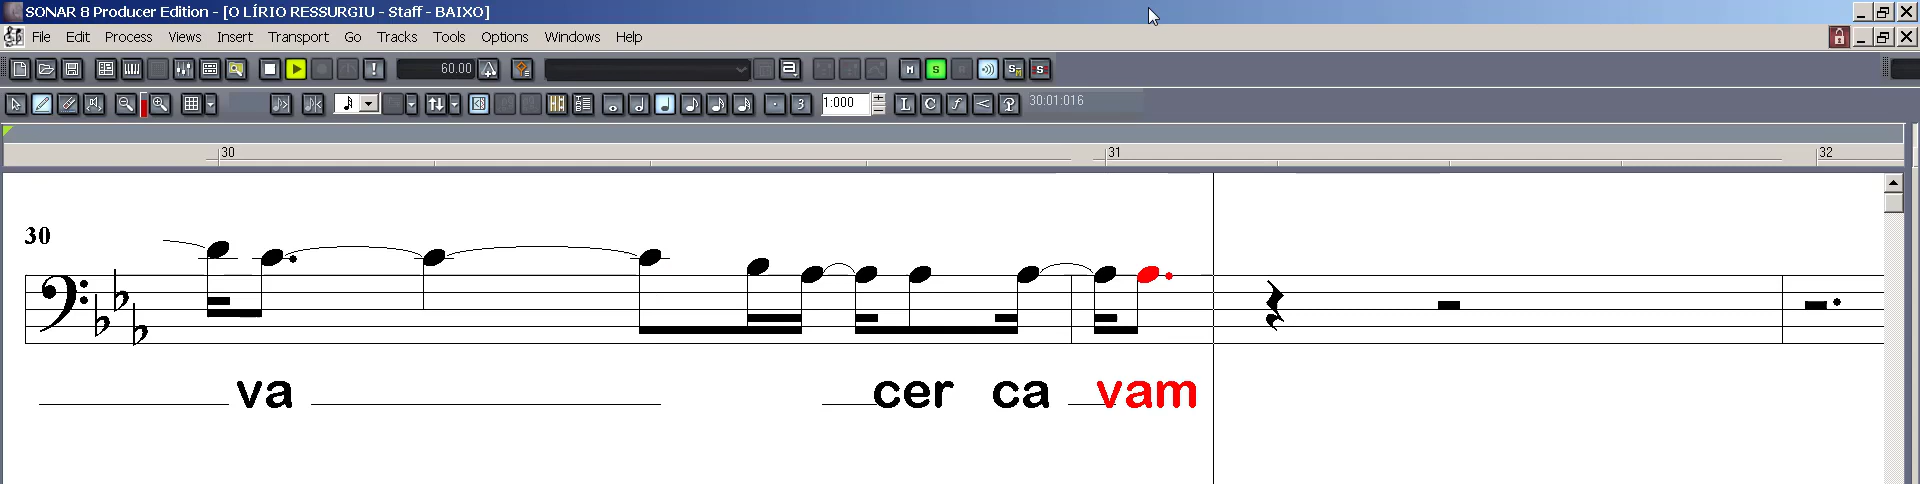 SONAR 8 Producer Edition - [O LÍRIO RESSURGIU - Staff - BAIXO]
File Edit Process Views Insert Transport Go Tracks Tools Options Windows Help
60.00
3 1:000 L C f 30:01:016
30 31 32
30
va cer ca vam